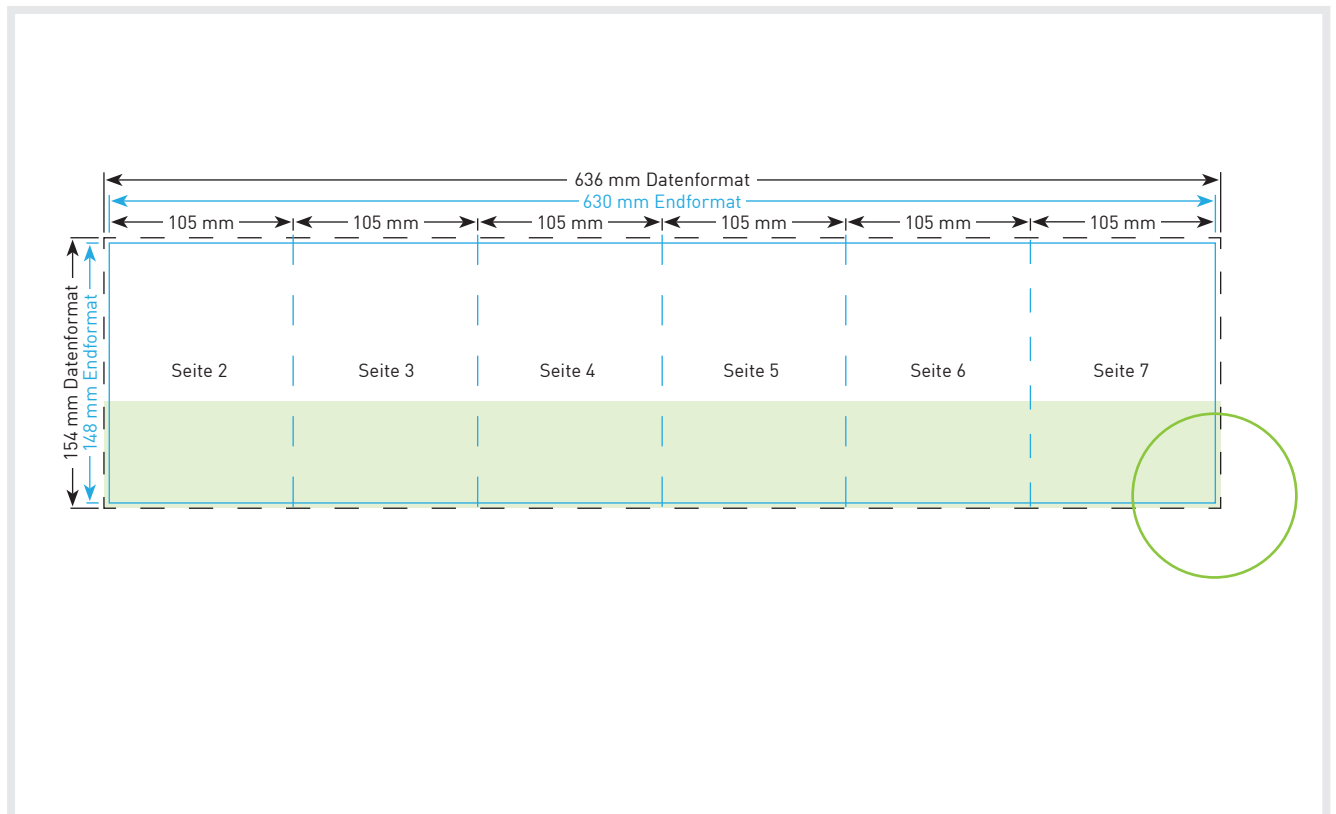 636 mm Datenformat
630 mm Endformat
105 mm 105 mm 105 mm 105 mm 105 mm 105 mm
154 mm Datenformat
148 mm Endformat
Seite 2 Seite 3 Seite 4 Seite 5 Seite 6 Seite 7